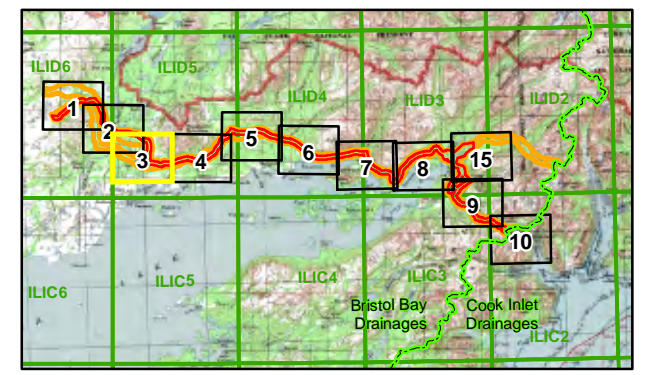 ILID6
ILID5
ILID4
ILID3
ILID2
1
2
3
4
5
6
7
8
15
9
10
ILIC6
ILIC5
ILIC4
ILIC3
ILIC2
Bristol Bay
Drainages
Cook Inlet
Drainages